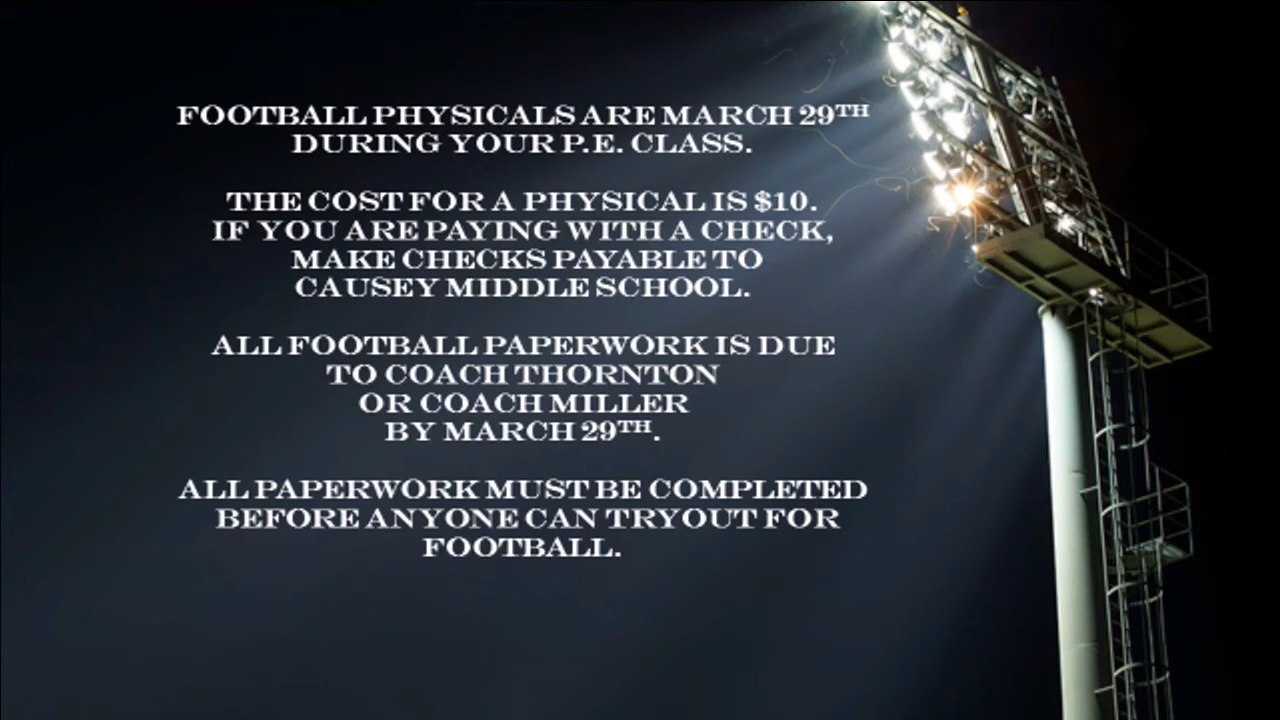 FOOTBALL PHYSICALS ARE MARCH 29TH
DURING YOUR P.E. CLASS.
THE COST FOR A PHYSICAL IS $10.
IF YOU ARE PAYING WITH A CHECK,
MAKE CHECKS PAYABLE TO
CAUSEY MIDDLE SCHOOL.
ALL FOOTBALL PAPERWORK IS DUE
TO COACH THORNTON
OR COACH MILLER
BY MARCH 29TH.
ALL PAPERWORK MUST BE COMPLETED
BEFORE ANYONE CAN TRYOUT FOR
FOOTBALL.